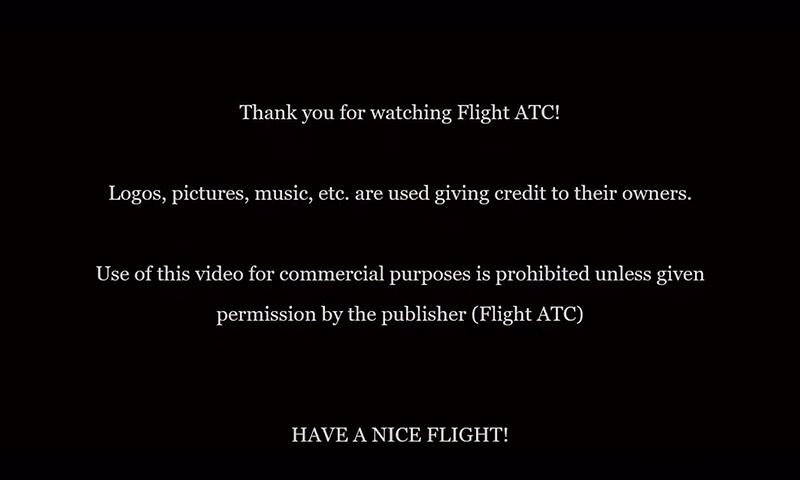 Thank you for watching Flight ATC!
Logos, pictures, music, etc. are used giving credit to their owners.
Use of this video for commercial purposes is prohibited unless given
permission by the publisher (Flight ATC)
HAVE A NICE FLIGHT!